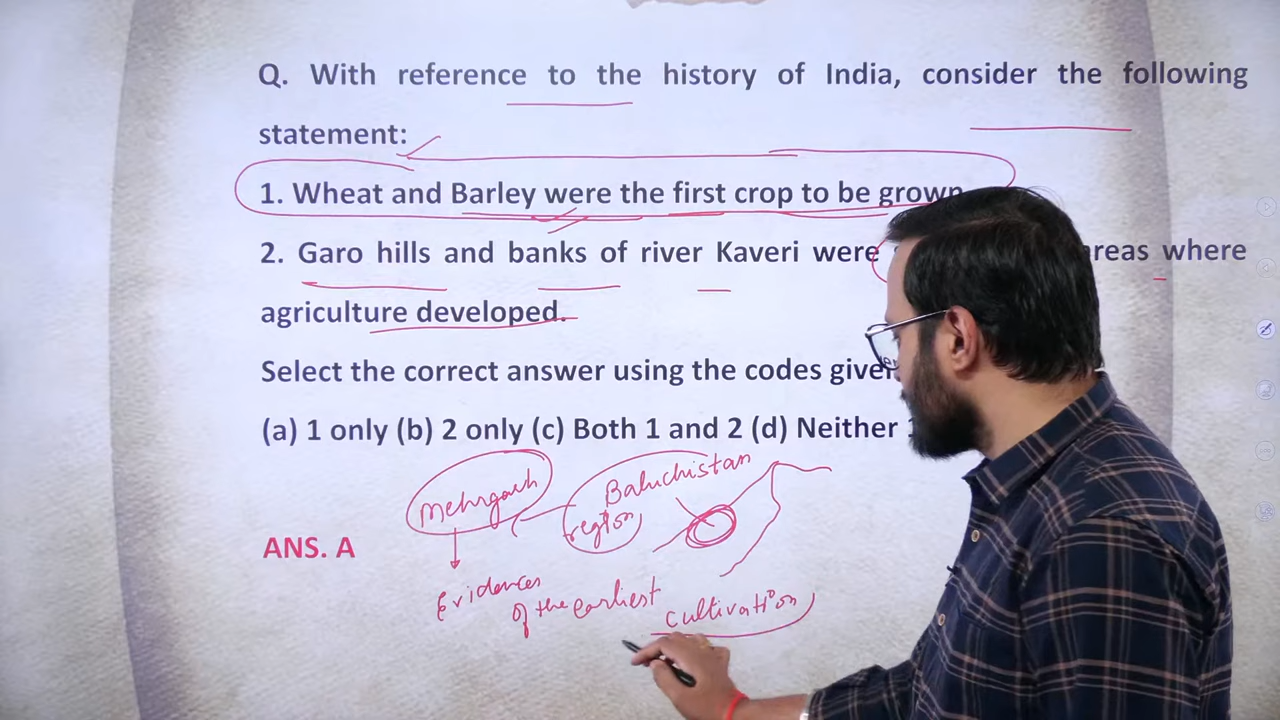 Q. With reference to the history of India, consider the following
statement:
1. Wheat and Barley were the first crop to be grown
2. Garo hills and banks of river Kaveri were areas where
agriculture developed.
Select the correct answer using the codes given
(a) 1 only (b) 2 only (c) Both 1 and 2 (d) Neither
Mehrgarh
Baluchistan
region
ANS. A
Evidences
of the earliest
cultivation